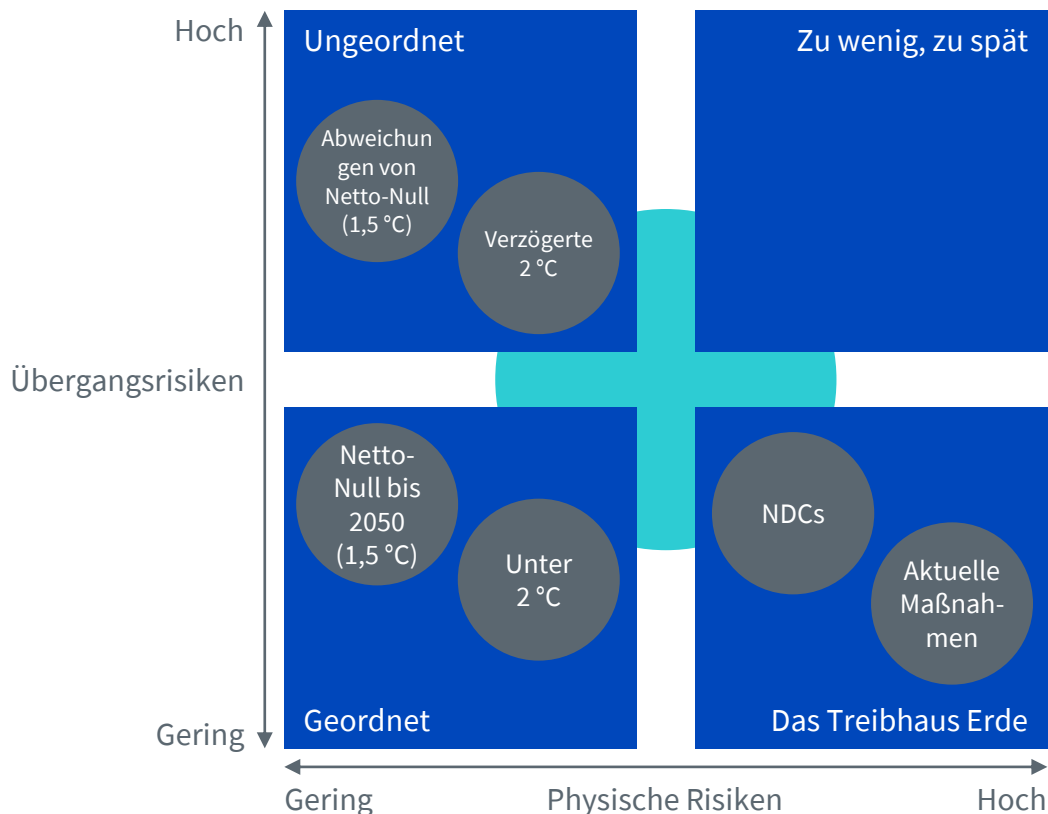 Hoch
Ungeordnet
Zu wenig, zu spät
Abweichun
gen von
Netto-Null
(1,5 °C)
Verzögerte
2 °C
Übergangsrisiken
Netto-
Null bis
2050
(1,5 °C)
Unter
2 °C
NDCs
Aktuelle
Maßnah-
men
Geordnet
Das Treibhaus Erde
Gering
Gering
Physische Risiken
Hoch